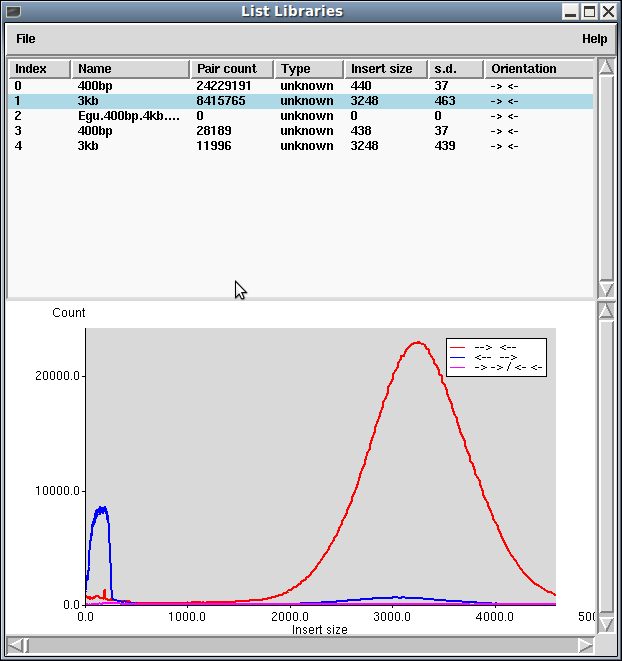 List Libraries
File Help
Index Name Pair count Type Insert size s.d. Orientation
0 400bp 24229191 unknown 440 37 -> <-
1 3kb 8415765 unknown 3248 463 -> <-
2 Egu.400bp.4kb.... 0 unknown 0 0 -> <-
3 400bp 28189 unknown 438 37 -> <-
4 3kb 11996 unknown 3248 439 -> <-
Count
--> <--
<-- -->
-> -> / <- <-
20000.0
10000.0
0.0
0.0 1000.0 2000.0 3000.0 4000.0 500
Insert size